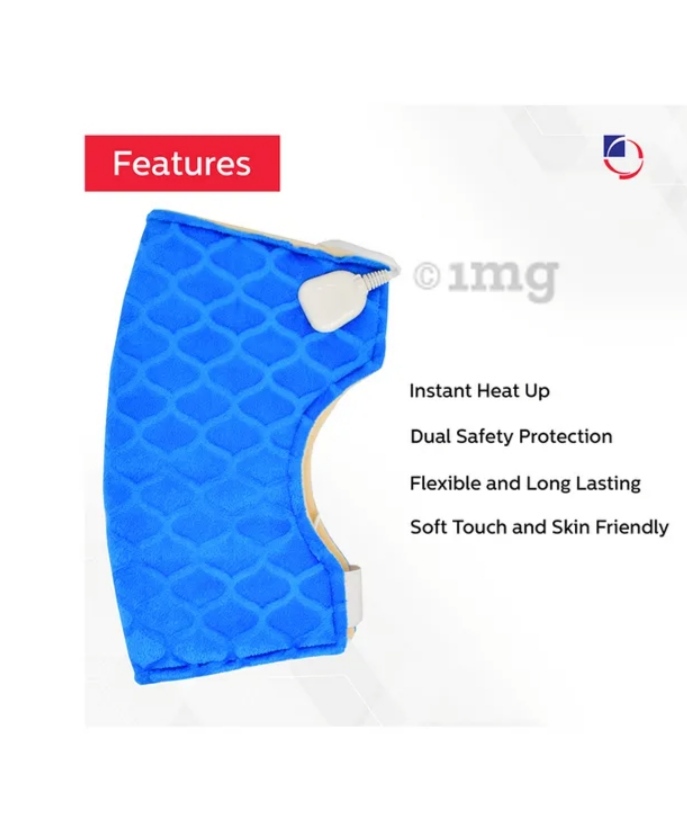 Features
© 1mg
Instant Heat Up
Dual Safety Protection
Flexible and Long Lasting
Soft Touch and Skin Friendly